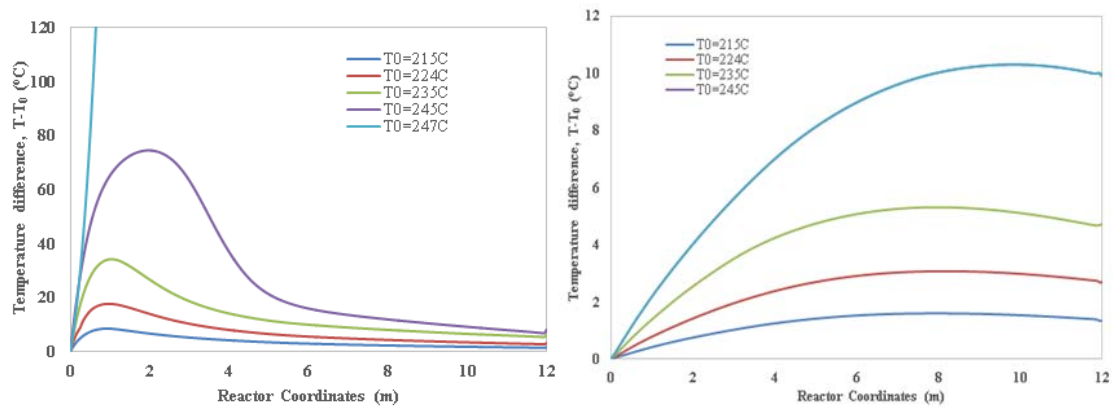 120
100
80
60
40
20
0
0 2 4 6 8 10 12
Temperature difference, T-T₀ (°C)
Reactor Coordinates (m)
T0=215C
T0=224C
T0=235C
T0=245C
T0=247C
12
10
8
6
4
2
0
0 2 4 6 8 10 12
Temperature difference, T-T₀ (°C)
Reactor Coordinates (m)
T0=215C
T0=224C
T0=235C
T0=245C